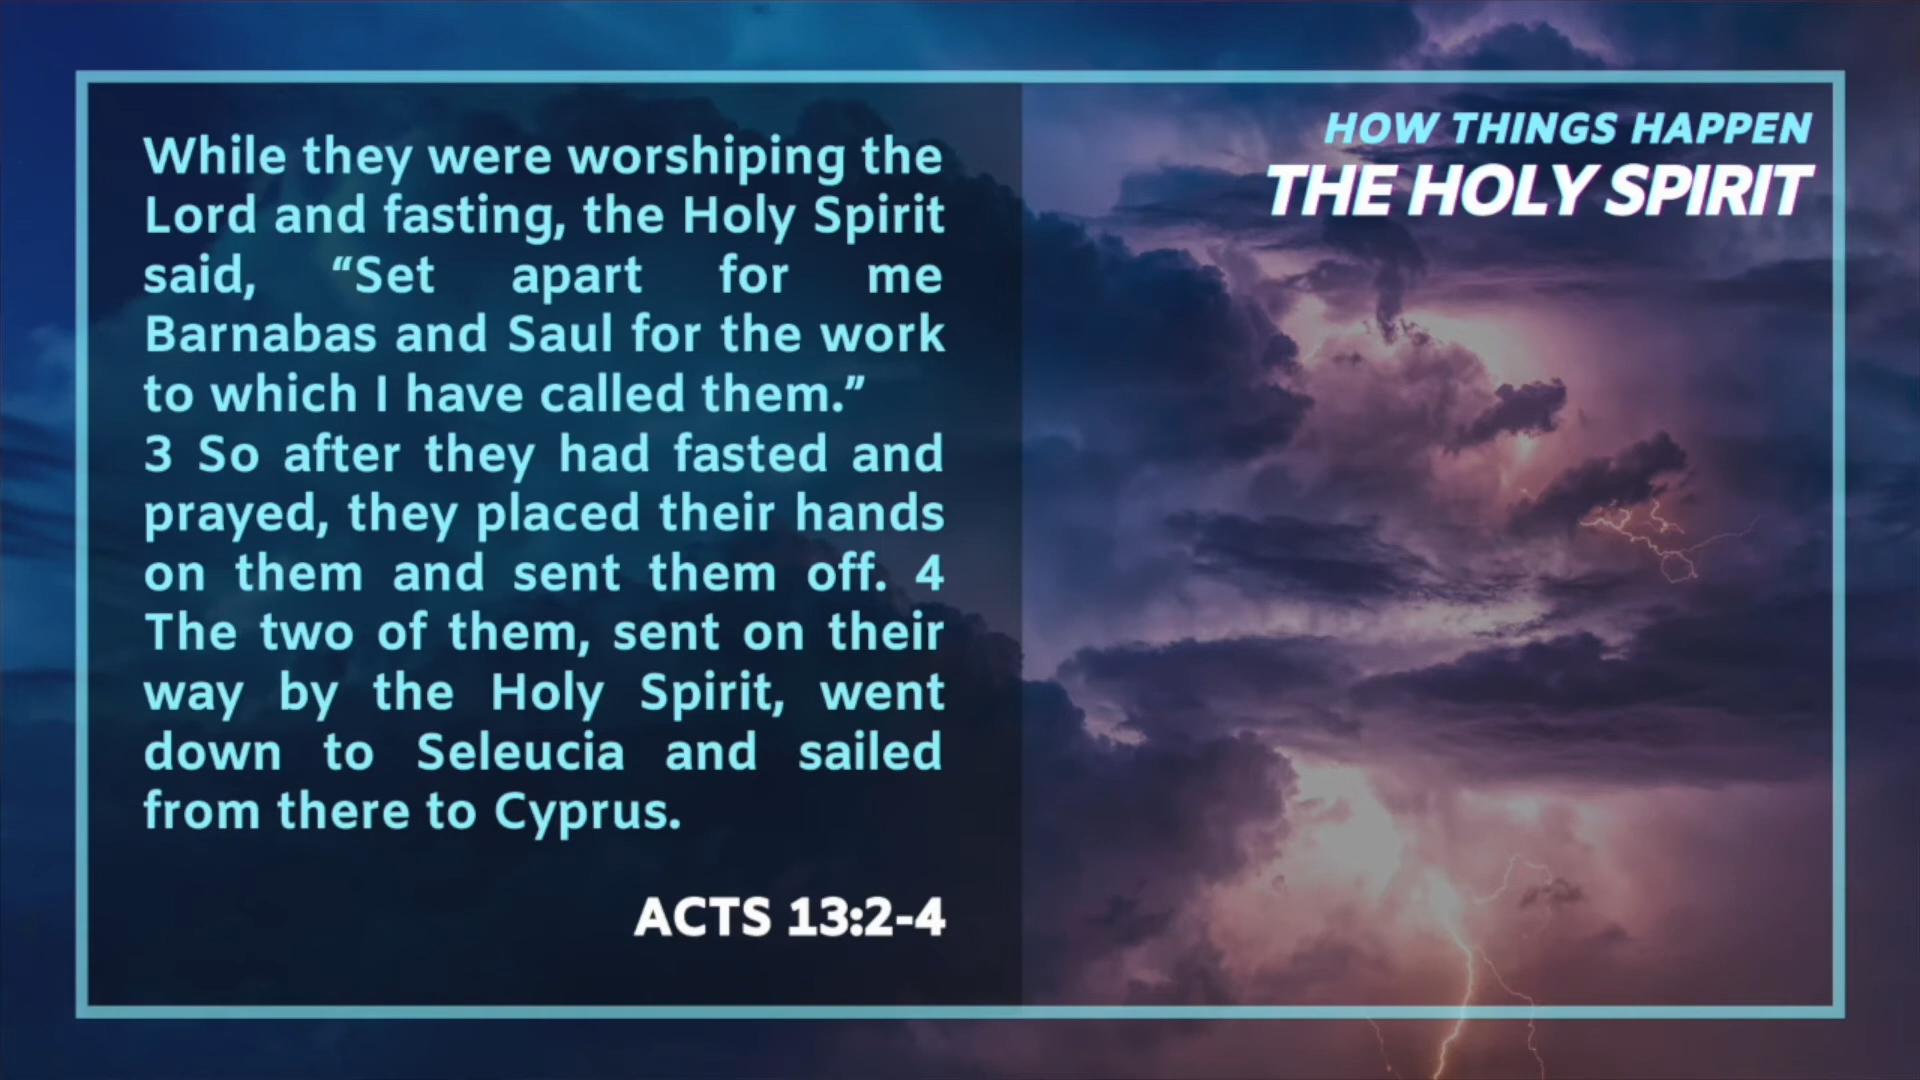 HOW THINGS HAPPEN
THE HOLY SPIRIT
While they were worshiping the
Lord and fasting, the Holy Spirit
said, “Set apart for me
Barnabas and Saul for the work
to which I have called them.”
3 So after they had fasted and
prayed, they placed their hands
on them and sent them off. 4
The two of them, sent on their
way by the Holy Spirit, went
down to Seleucia and sailed
from there to Cyprus.
ACTS 13:2-4